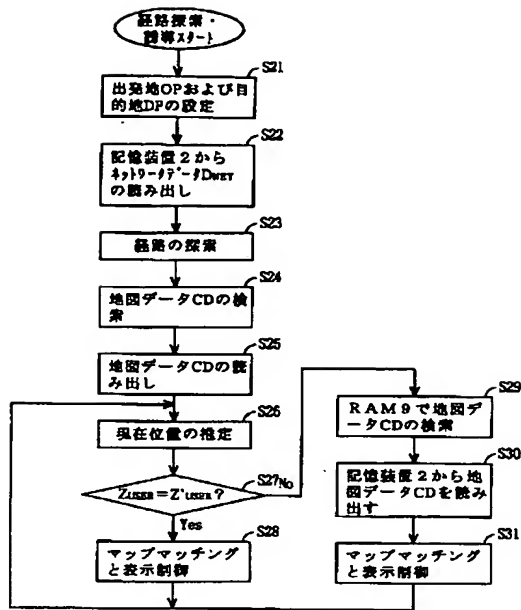 経路探索・
誘導スタート
S21
出発地OPおよび目
的地DPの設定
S22
記憶装置2から
ネットワークデータDNET
の読み出し
S23
経路の探索
S24
地図データCDの検
索
S25
地図データCDの読
み出し
S26
現在位置の推定
S27
ZUSER=Z'USER?
No
Yes
S28
マップマッチング
と表示制御
S29
RAM9で地図デ
ータCDの検索
S30
記憶装置2から地
図データCDを読み
出す
S31
マップマッチング
と表示制御